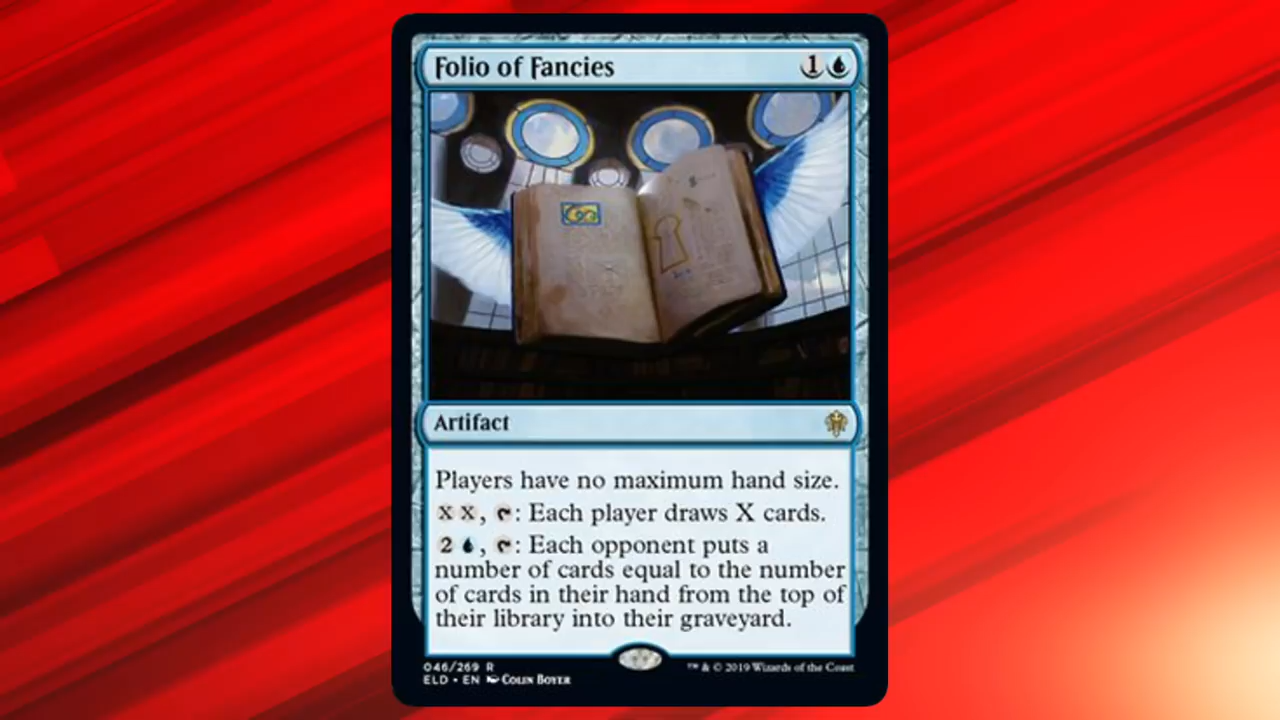 Folio of Fancies 1
Artifact
Players have no maximum hand size.
X X, : Each player draws X cards.
2 , : Each opponent puts a
number of cards equal to the number
of cards in their hand from the top of
their library into their graveyard.
046/269 R
™ & © 2019 Wizards of the Coast
ELD • EN Colin Boyer